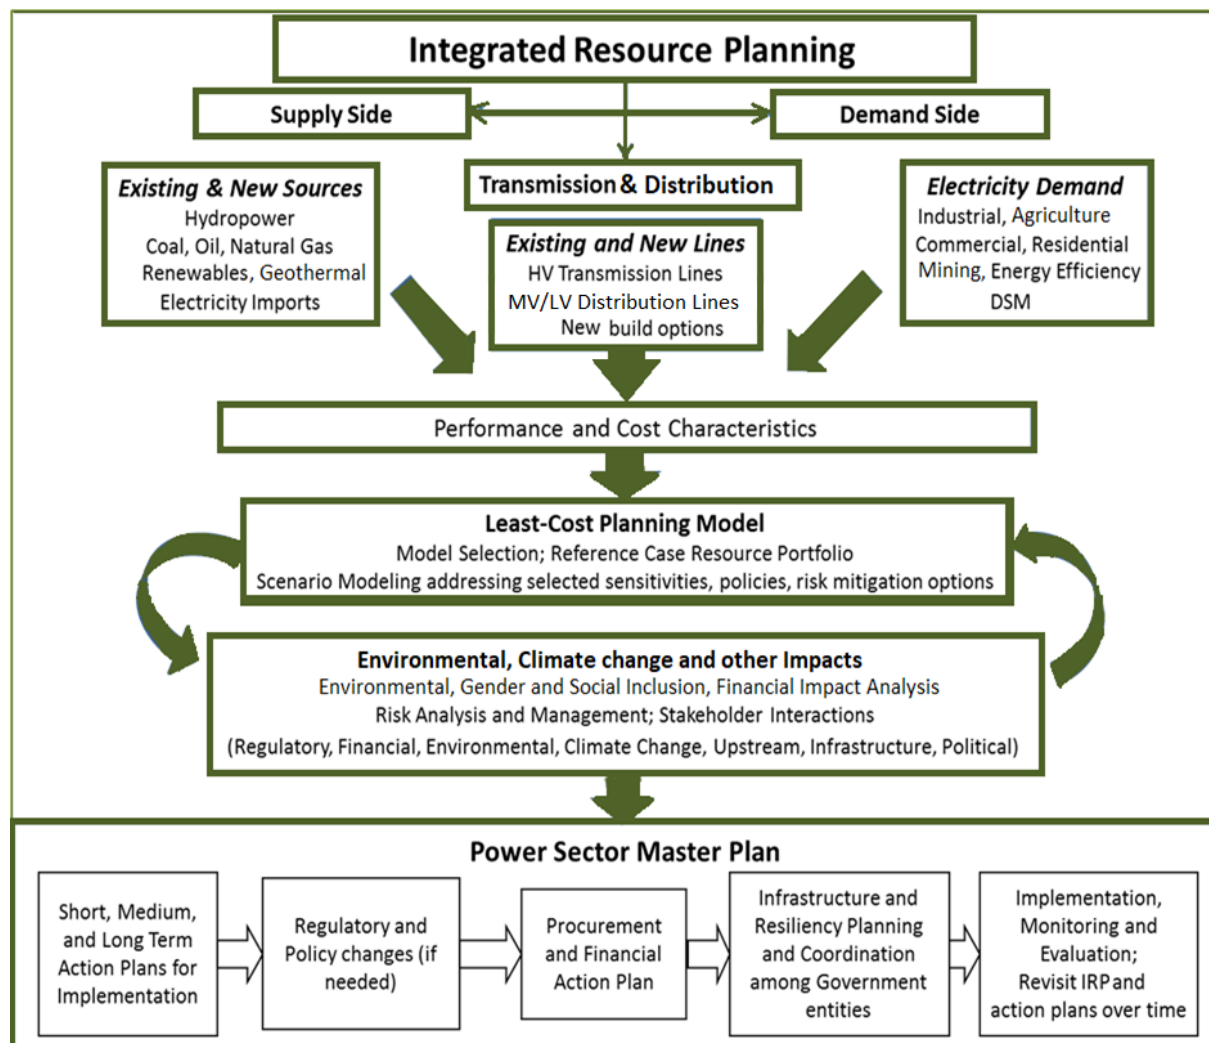 Integrated Resource Planning
Supply Side
Demand Side
Existing & New Sources
Hydropower
Coal, Oil, Natural Gas
Renewables, Geothermal
Electricity Imports
Transmission & Distribution
Existing and New Lines
HV Transmission Lines
MV/LV Distribution Lines
New build options
Electricity Demand
Industrial, Agriculture
Commercial, Residential
Mining, Energy Efficiency
DSM
Performance and Cost Characteristics
Least-Cost Planning Model
Model Selection; Reference Case Resource Portfolio
Scenario Modeling addressing selected sensitivities, policies, risk mitigation options
Environmental, Climate change and other Impacts
Environmental, Gender and Social Inclusion, Financial Impact Analysis
Risk Analysis and Management; Stakeholder Interactions
(Regulatory, Financial, Environmental, Climate Change, Upstream, Infrastructure, Political)
Power Sector Master Plan
Short, Medium,
and Long Term
Action Plans for
Implementation
Regulatory and
Policy changes (if
needed)
Procurement
and Financial
Action Plan
Infrastructure and
Resiliency Planning
and Coordination
among Government
entities
Implementation,
Monitoring and
Evaluation;
Revisit IRP and
action plans over time